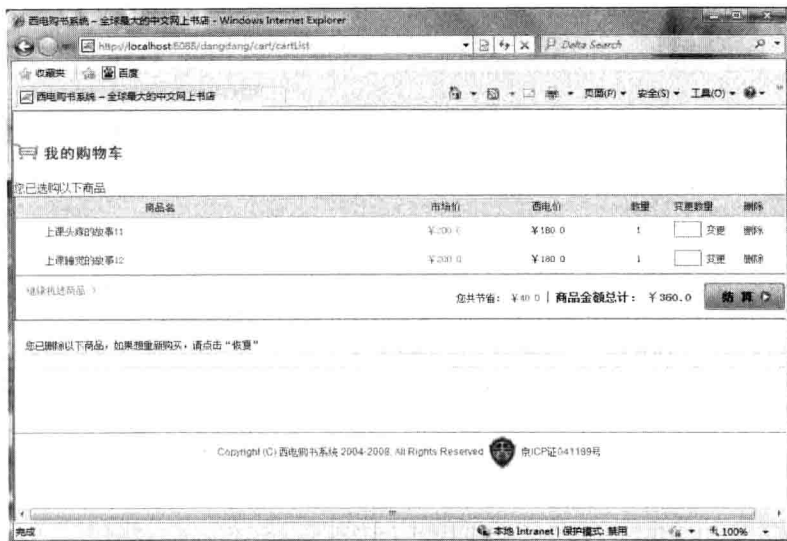 西电购书系统 - 全球最大的中文网上书店 - Windows Internet Explorer
http://localhost:5088/dangdang/cart/cartList
Delta Search
收藏夹 百度
西电购书系统 - 全球最大的中文网上书店
页面(P) 安全(S) 工具(O)
我的购物车
您已选购以下商品
商品名 市场价 西电价 数量 变更数量 删除
上课头疼的故事11 ¥200.0 ¥180.0 1 变更 删除
上课睡觉的故事12 ¥200.0 ¥180.0 1 变更 删除
继续挑选商品
您共节省: ¥40.0 | 商品金额总计: ¥360.0 结算
您已删除以下商品，如果想重新购买，请点击“恢复”
Copyright (C) 西电购书系统 2004-2008, All Rights Reserved 京ICP证041189号
完成 本地 Intranet | 保护模式: 禁用 100%